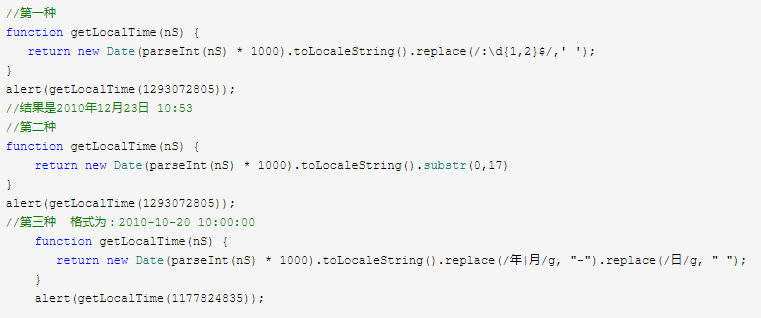 //第一种
function getLocalTime(nS) {
   return new Date(parseInt(nS) * 1000).toLocaleString().replace(/:\d{1,2}$/,' ');
}
alert(getLocalTime(1293072805));
//结果是2010年12月23日 10:53
//第二种
function getLocalTime(nS) {
    return new Date(parseInt(nS) * 1000).toLocaleString().substr(0,17)
}
alert(getLocalTime(1293072805));
//第三种  格式为：2010-10-20 10:00:00
    function getLocalTime(nS) {
       return new Date(parseInt(nS) * 1000).toLocaleString().replace(/年|月/g, "-").replace(/日/g, " ");
    }
    alert(getLocalTime(1177824835));